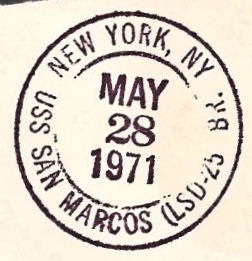 NEW YORK, NY
MAY
28
1971
USS SAN MARCOS (LSD-25 BR.